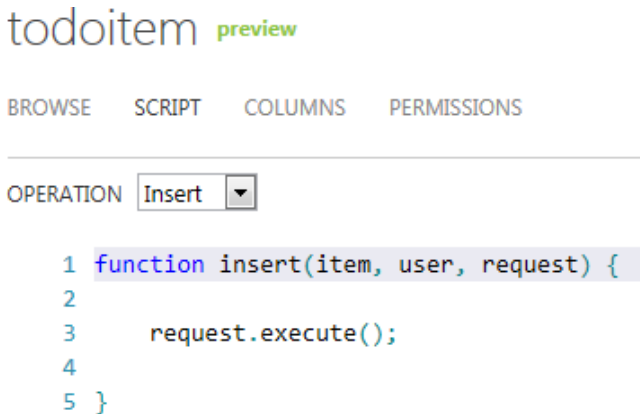 todoitem preview
BROWSE SCRIPT COLUMNS PERMISSIONS
OPERATION Insert
1 function insert(item, user, request) {
2
3 request.execute();
4
5 }